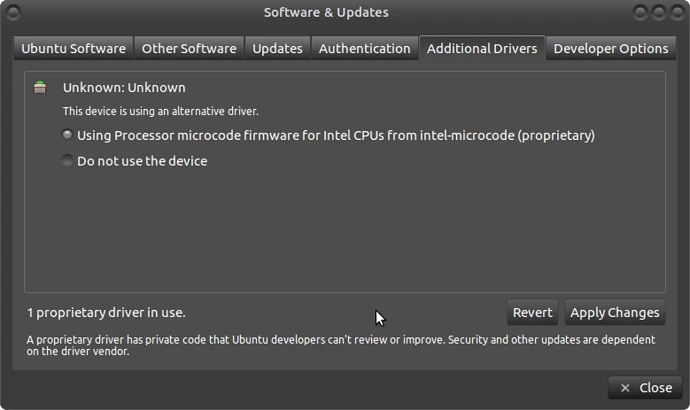 Software & Updates
Ubuntu Software
Other Software
Updates
Authentication
Additional Drivers
Developer Options
Unknown: Unknown
This device is using an alternative driver.
Using Processor microcode firmware for Intel CPUs from intel-microcode (proprietary)
Do not use the device
1 proprietary driver in use.
Revert
Apply Changes
A proprietary driver has private code that Ubuntu developers can't review or improve. Security and other updates are dependent
on the driver vendor.
Close